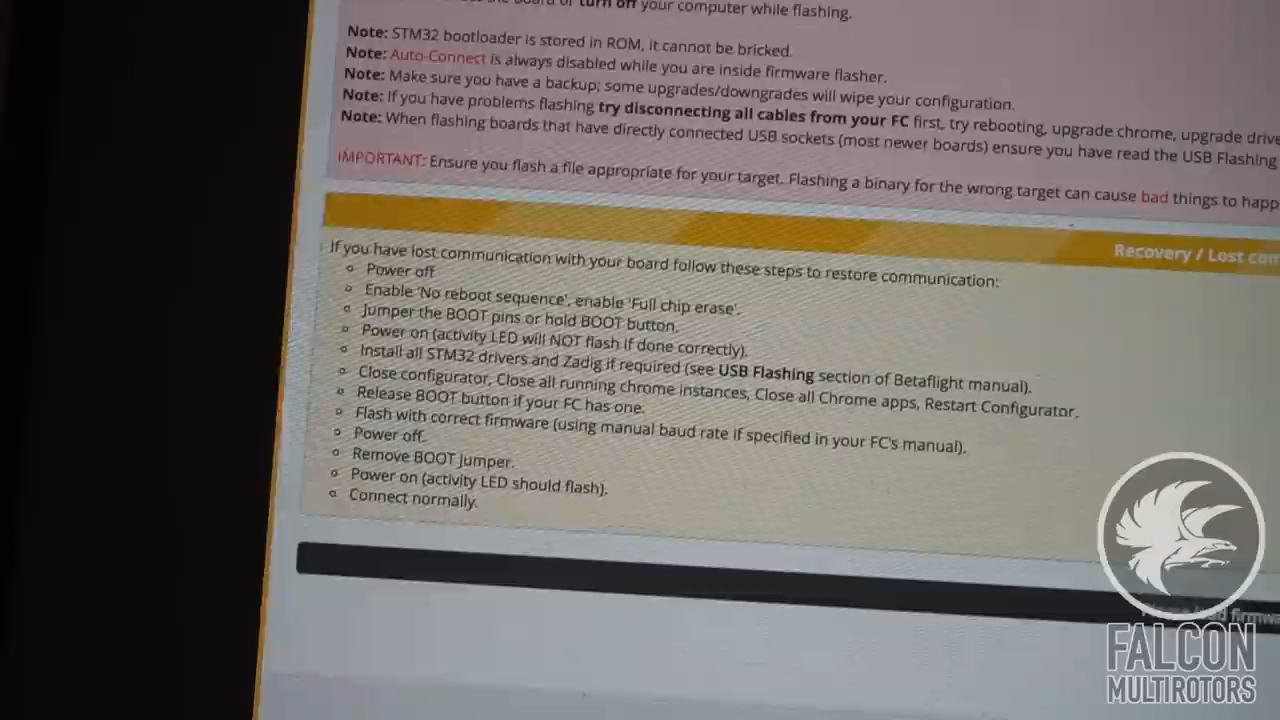 turn off your computer while flashing.
Note: STM32 bootloader is stored in ROM, it cannot be bricked.
Note: Auto-Connect is always disabled while you are inside firmware flasher.
Note: Make sure you have a backup; some upgrades/downgrades will wipe your configuration.
Note: If you have problems flashing try disconnecting all cables from your FC first, try rebooting, upgrade chrome, upgrade drive
Note: When flashing boards that have directly connected USB sockets (most newer boards) ensure you have read the USB Flashing
IMPORTANT: Ensure you flash a file appropriate for your target. Flashing a binary for the wrong target can cause bad things to happ
Recovery / Lost com
If you have lost communication with your board follow these steps to restore communication:
Power off
Enable 'No reboot sequence', enable 'Full chip erase'.
Jumper the BOOT pins or hold BOOT button.
Power on (activity LED will NOT flash if done correctly).
Install all STM32 drivers and Zadig if required (see USB Flashing section of Betaflight manual).
Close configurator, Close all running chrome instances, Close all Chrome apps, Restart Configurator.
Release BOOT button if your FC has one.
Flash with correct firmware (using manual baud rate if specified in your FC's manual).
Power off.
Remove BOOT jumper.
Power on (activity LED should flash).
Connect normally.
firmwa
FALCON
MULTIROTORS